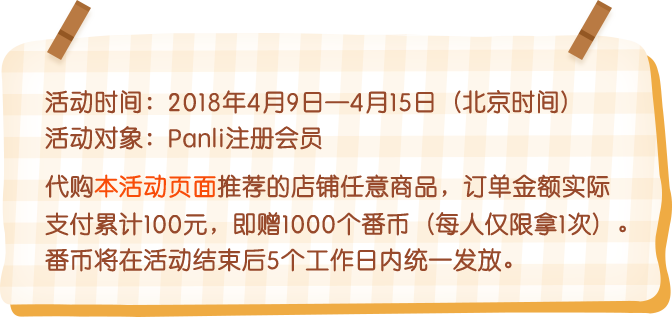 活动时间：2018年4月9日—4月15日（北京时间）
活动对象：Panli注册会员
代购本活动页面推荐的店铺任意商品，订单金额实际
支付累计100元，即赠1000个番币（每人仅限拿1次）。
番币将在活动结束后5个工作日内统一发放。